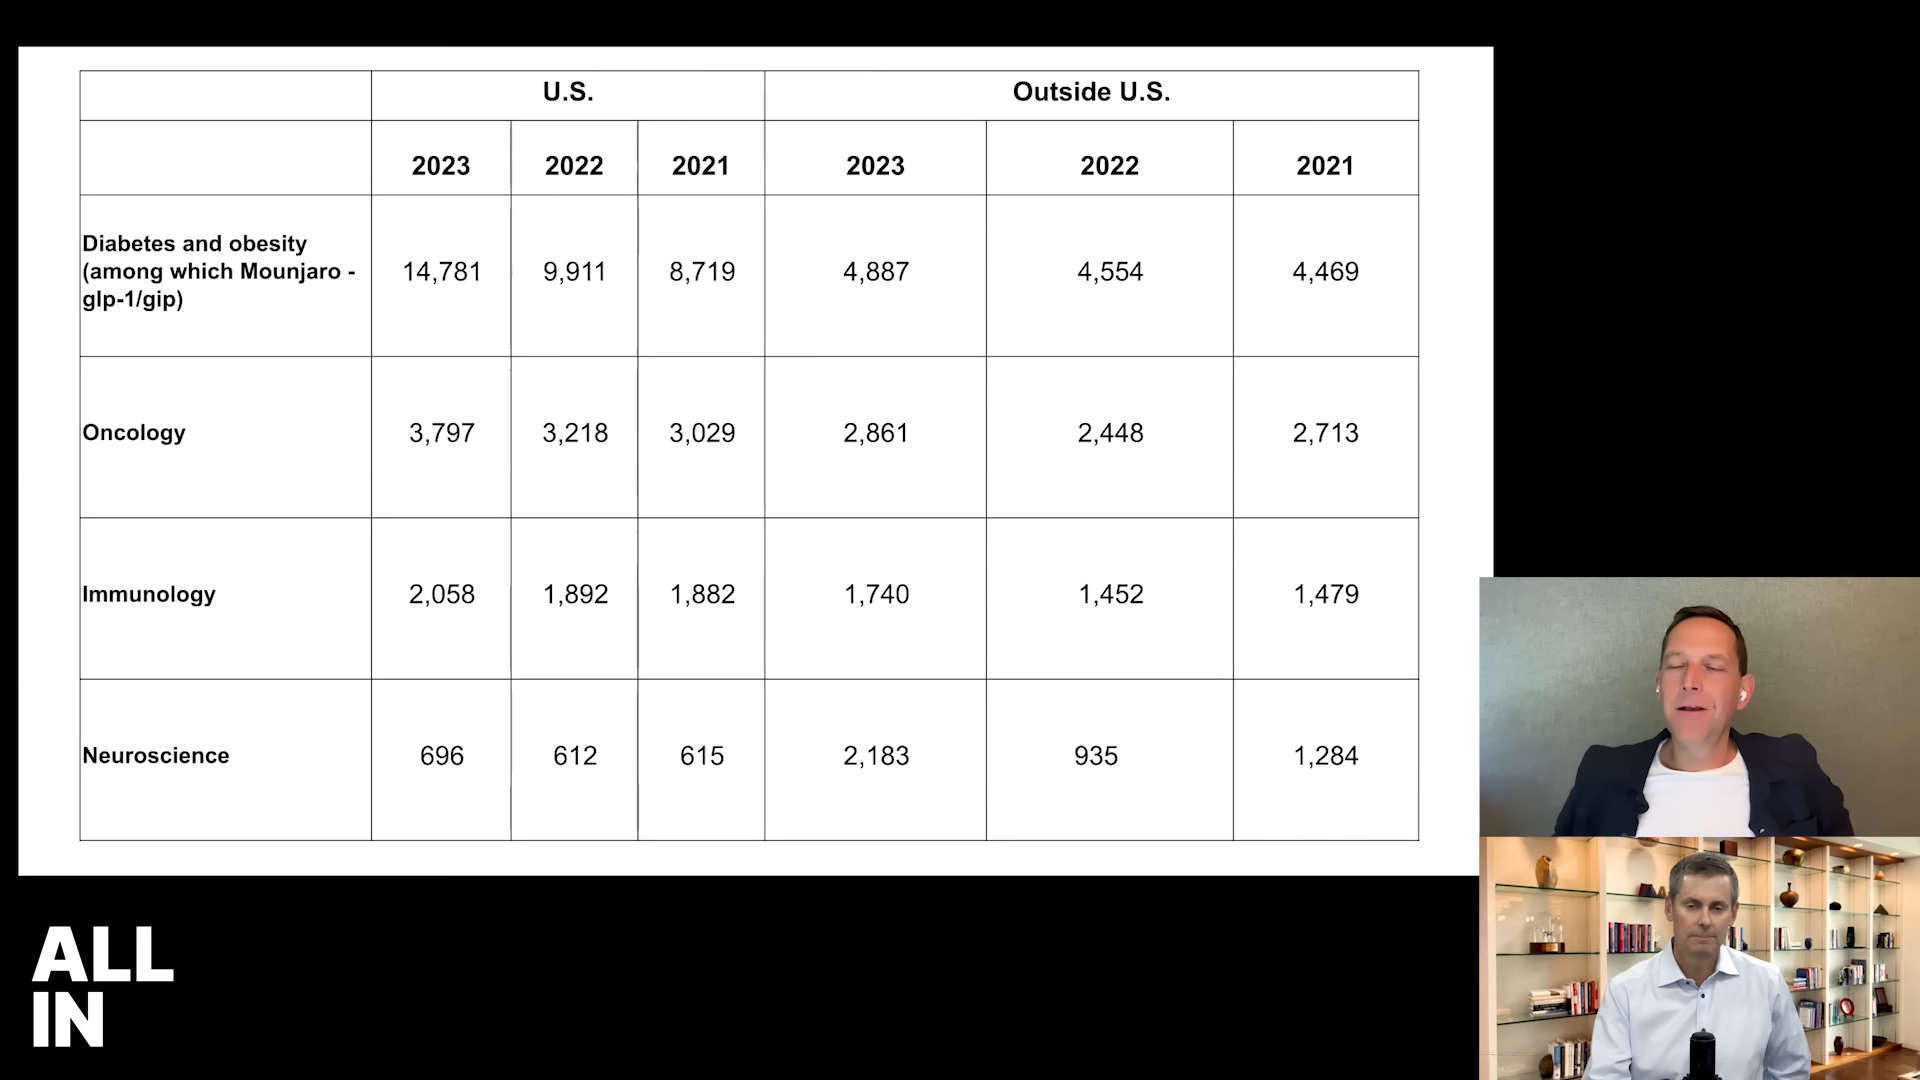 U.S. Outside U.S.
2023 2022 2021 2023 2022 2021
Diabetes and obesity
(among which Mounjaro -
glp-1/gip)
14,781 9,911 8,719 4,887 4,554 4,469
Oncology 3,797 3,218 3,029 2,861 2,448 2,713
Immunology 2,058 1,892 1,882 1,740 1,452 1,479
Neuroscience 696 612 615 2,183 935 1,284
ALL
IN